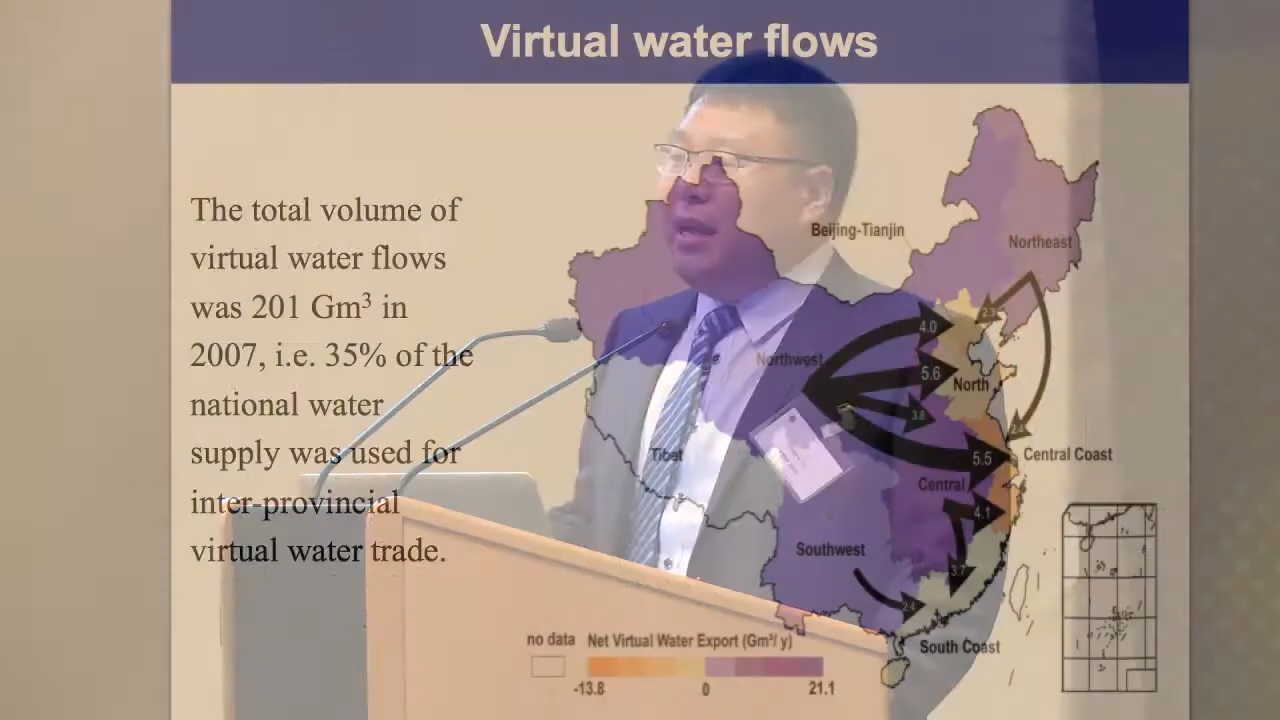 Virtual water flows
The total volume of
virtual water flows
was 201 Gm³ in
2007, i.e. 35% of the
national water
supply was used for
inter-provincial
virtual water trade.
Beijing-Tianjin
Northeast
4.0
Northwest
5.6
North
3.8
2.4
5.5
Central Coast
Tibet
Central
4.1
Southwest
3.7
2.4
South Coast
no data
Net Virtual Water Export (Gm³/ y)
-13.8
0
21.1